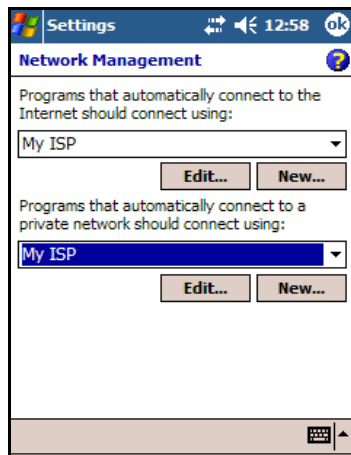 Settings 12:58 ok
Network Management ?
Programs that automatically connect to the
Internet should connect using:
My ISP
Edit... New...
Programs that automatically connect to a
private network should connect using:
My ISP
Edit... New...